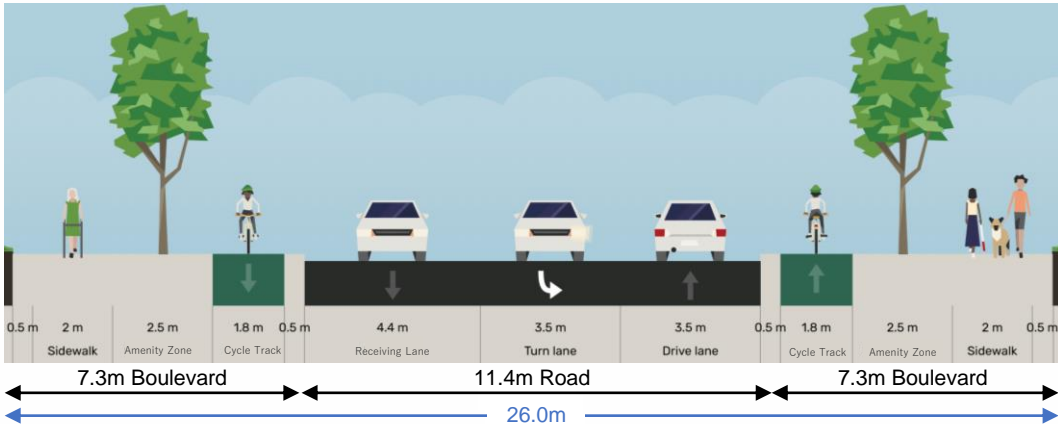 0.5 m 2 m 2.5 m 1.8 m 0.5 m 4.4 m 3.5 m 3.5 m 0.5 m 1.8 m 2.5 m 2 m 0.5 m
Sidewalk Amenity Zone Cycle Track Receiving Lane Turn lane Drive lane Cycle Track Amenity Zone Sidewalk
7.3m Boulevard 11.4m Road 7.3m Boulevard
26.0m